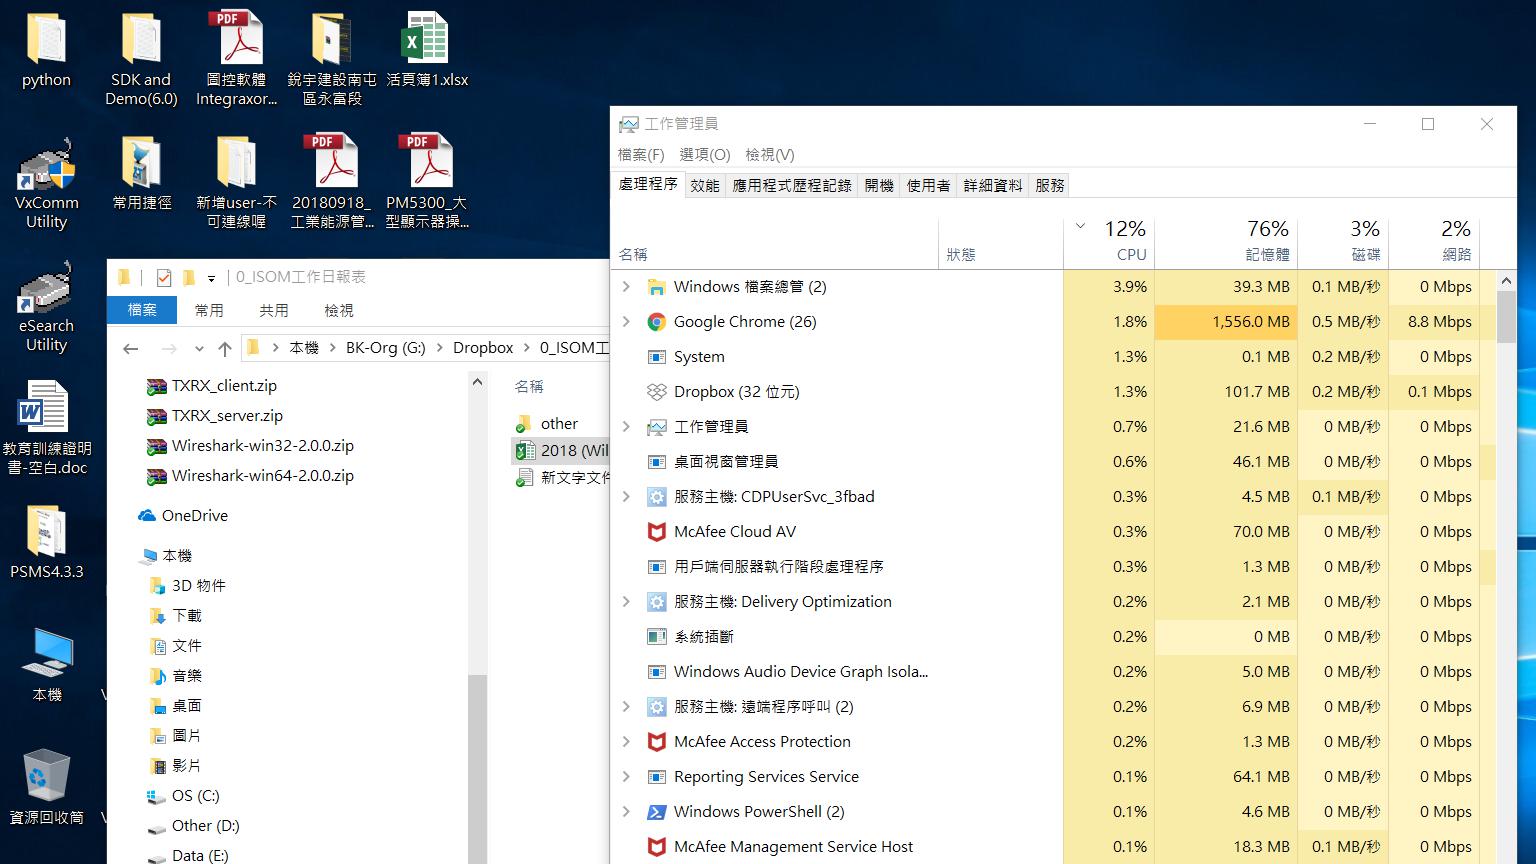 python
SDK and
Demo(6.0)
圖控軟體
Integraxor...
銳宇建設南屯
區永富段
活頁簿1.xlsx
VxComm
Utility
常用捷徑
新增user-不
可連線喔
20180918_
工業能源管...
PM5300_大
型顯示器操...
eSearch
Utility
教育訓練證明
書-空白.doc
PSMS4.3.3
本機
資源回收筒
0_ISOM工作日報表
檔案 常用 共用 檢視
本機 > BK-Org (G:) > Dropbox > 0_ISOM工
TXRX_client.zip
TXRX_server.zip
Wireshark-win32-2.0.0.zip
Wireshark-win64-2.0.0.zip
OneDrive
本機
3D 物件
下載
文件
音樂
桌面
圖片
影片
OS (C:)
Other (D:)
Data (E:)
名稱
other
2018 (Wil
新文字文件
工作管理員
檔案(F) 選項(O) 檢視(V)
處理程序 效能 應用程式歷程記錄 開機 使用者 詳細資料 服務
12% 76% 3% 2%
名稱 狀態 CPU 記憶體 磁碟 網路
Windows 檔案總管 (2) 3.9% 39.3 MB 0.1 MB/秒 0 Mbps
Google Chrome (26) 1.8% 1,556.0 MB 0.5 MB/秒 8.8 Mbps
System 1.3% 0.1 MB 0.2 MB/秒 0 Mbps
Dropbox (32 位元) 1.3% 101.7 MB 0.2 MB/秒 0.1 Mbps
工作管理員 0.7% 21.6 MB 0 MB/秒 0 Mbps
桌面視窗管理員 0.6% 46.1 MB 0 MB/秒 0 Mbps
服務主機: CDPUserSvc_3fbad 0.3% 4.5 MB 0.1 MB/秒 0 Mbps
McAfee Cloud AV 0.3% 70.0 MB 0 MB/秒 0 Mbps
用戶端伺服器執行階段處理程序 0.3% 1.3 MB 0 MB/秒 0 Mbps
服務主機: Delivery Optimization 0.2% 2.1 MB 0 MB/秒 0 Mbps
系統插斷 0.2% 0 MB 0 MB/秒 0 Mbps
Windows Audio Device Graph Isola... 0.2% 5.0 MB 0 MB/秒 0 Mbps
服務主機: 遠端程序呼叫 (2) 0.2% 6.9 MB 0 MB/秒 0 Mbps
McAfee Access Protection 0.2% 1.3 MB 0 MB/秒 0 Mbps
Reporting Services Service 0.1% 64.1 MB 0 MB/秒 0 Mbps
Windows PowerShell (2) 0.1% 4.6 MB 0 MB/秒 0 Mbps
McAfee Management Service Host 0.1% 18.3 MB 0.1 MB/秒 0 Mbps